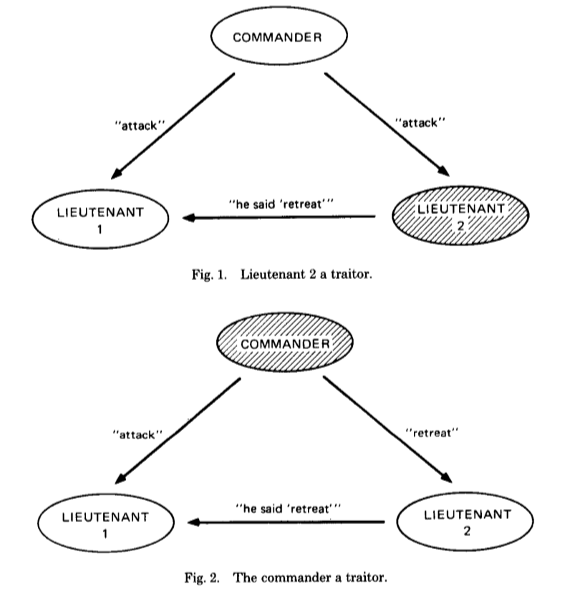 COMMANDER
"attack"
"attack"
LIEUTENANT
1
"he said 'retreat'"
LIEUTENANT
2
Fig. 1. Lieutenant 2 a traitor.
COMMANDER
"attack"
"retreat"
LIEUTENANT
1
"he said 'retreat'"
LIEUTENANT
2
Fig. 2. The commander a traitor.